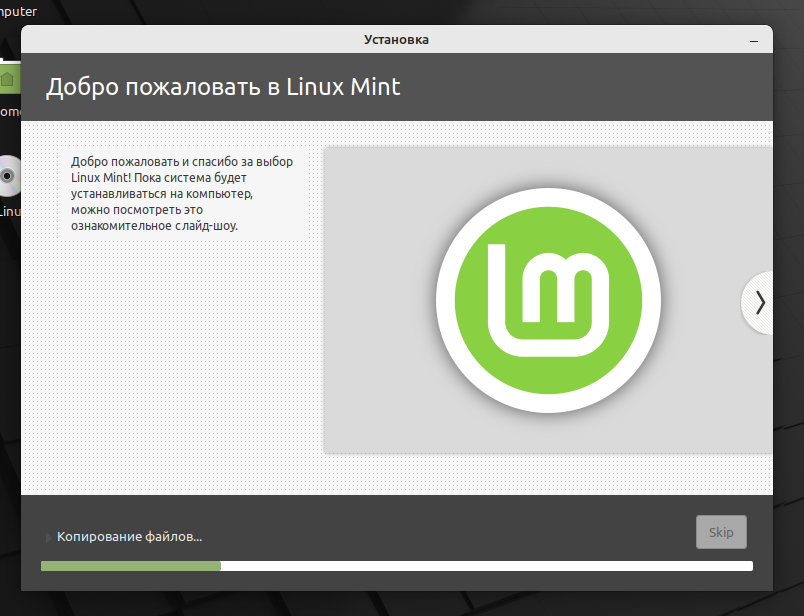 mputer
Установка
Добро пожаловать в Linux Mint
Добро пожаловать и спасибо за выбор
Linux Mint! Пока система будет
устанавливаться на компьютер,
можно посмотреть это
ознакомительное слайд-шоу.
ome
Linu
Копирование файлов...
Skip